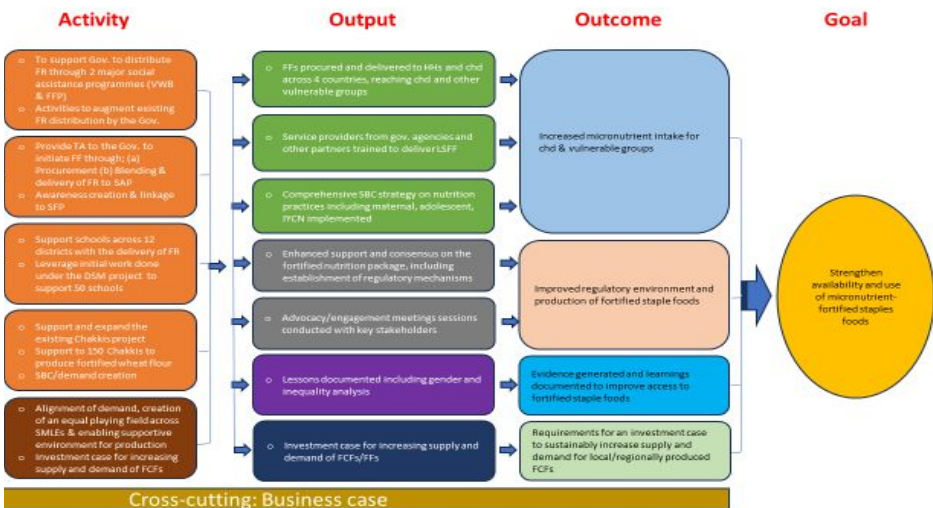 Activity
Output
Outcome
Goal
o To support Gov. to distribute
FR through 2 major social
assistance programmes (VWB
& FFP)
o Activities to augment existing
FR distribution by the Gov.
o Provide TA to the Gov. to
initiate FF through; (a)
Procurement (b) Blending &
delivery of FR to SAP
o Awareness creation & linkage
to SFP
o Support schools across 12
districts with the delivery of FR
o Leverage initial work done
under the DSM project to
support 50 schools
o Support and expand the
existing Chakkis project
o Support to 150 Chakkis to
produce fortified wheat flour
o SBC/demand creation
o Alignment of demand, creation
of an equal playing field across
SMLEs & enabling supportive
environment for production
o Investment case for increasing
supply and demand of FCFs
o FFs procured and delivered to HHs and chd
across 4 countries, reaching chd and other
vulnerable groups
o Service providers from gov. agencies and
other partners trained to deliver LSFF
o Comprehensive SBC strategy on nutrition
practices including maternal, adolescent,
IYCN implemented
o Enhanced support and consensus on the
fortified nutrition package, including
establishment of regulatory mechanisms
o Advocacy/engagement meetings sessions
conducted with key stakeholders
o Lessons documented including gender and
inequality analysis
o Investment case for increasing supply and
demand of FCFs/FFs
Increased micronutrient intake for
chd & vulnerable groups
Improved regulatory environment and
production of fortified staple foods
Evidence generated and learnings
documented to improve access to
fortified staple foods
Requirements for an investment case
to sustainably increase supply and
demand for local/regionally produced
FCFs
Strengthen
availability and use
of micronutrient-
fortified staples
foods
Cross-cutting: Business case